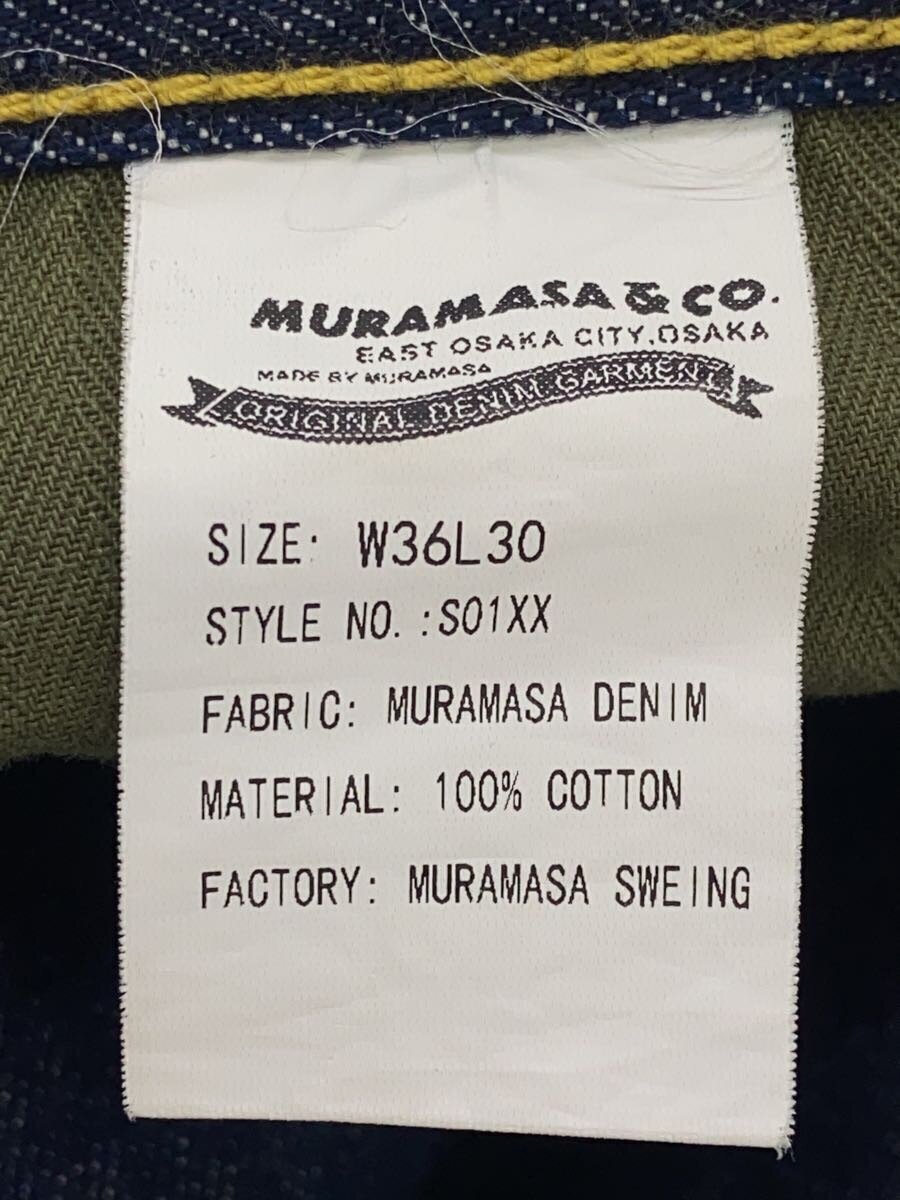 MURAMASA & CO.
EAST OSAKA CITY.OSAKA
MADE BY MURAMASA
ORIGINAL DENIM GARMENT
SIZE: W36L30
STYLE NO.:S01XX
FABRIC: MURAMASA DENIM
MATERIAL: 100% COTTON
FACTORY: MURAMASA SWEING